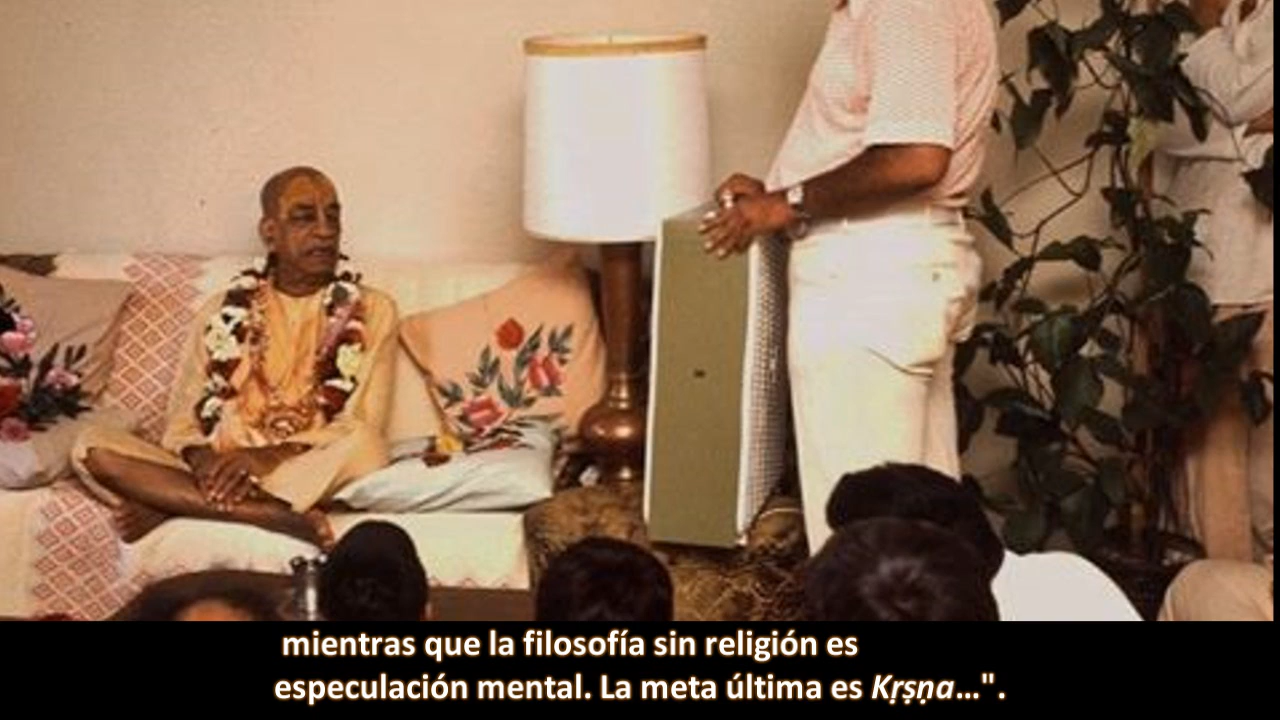 mientras que la filosofía sin religión es
especulación mental. La meta última es Kṛṣṇa…".